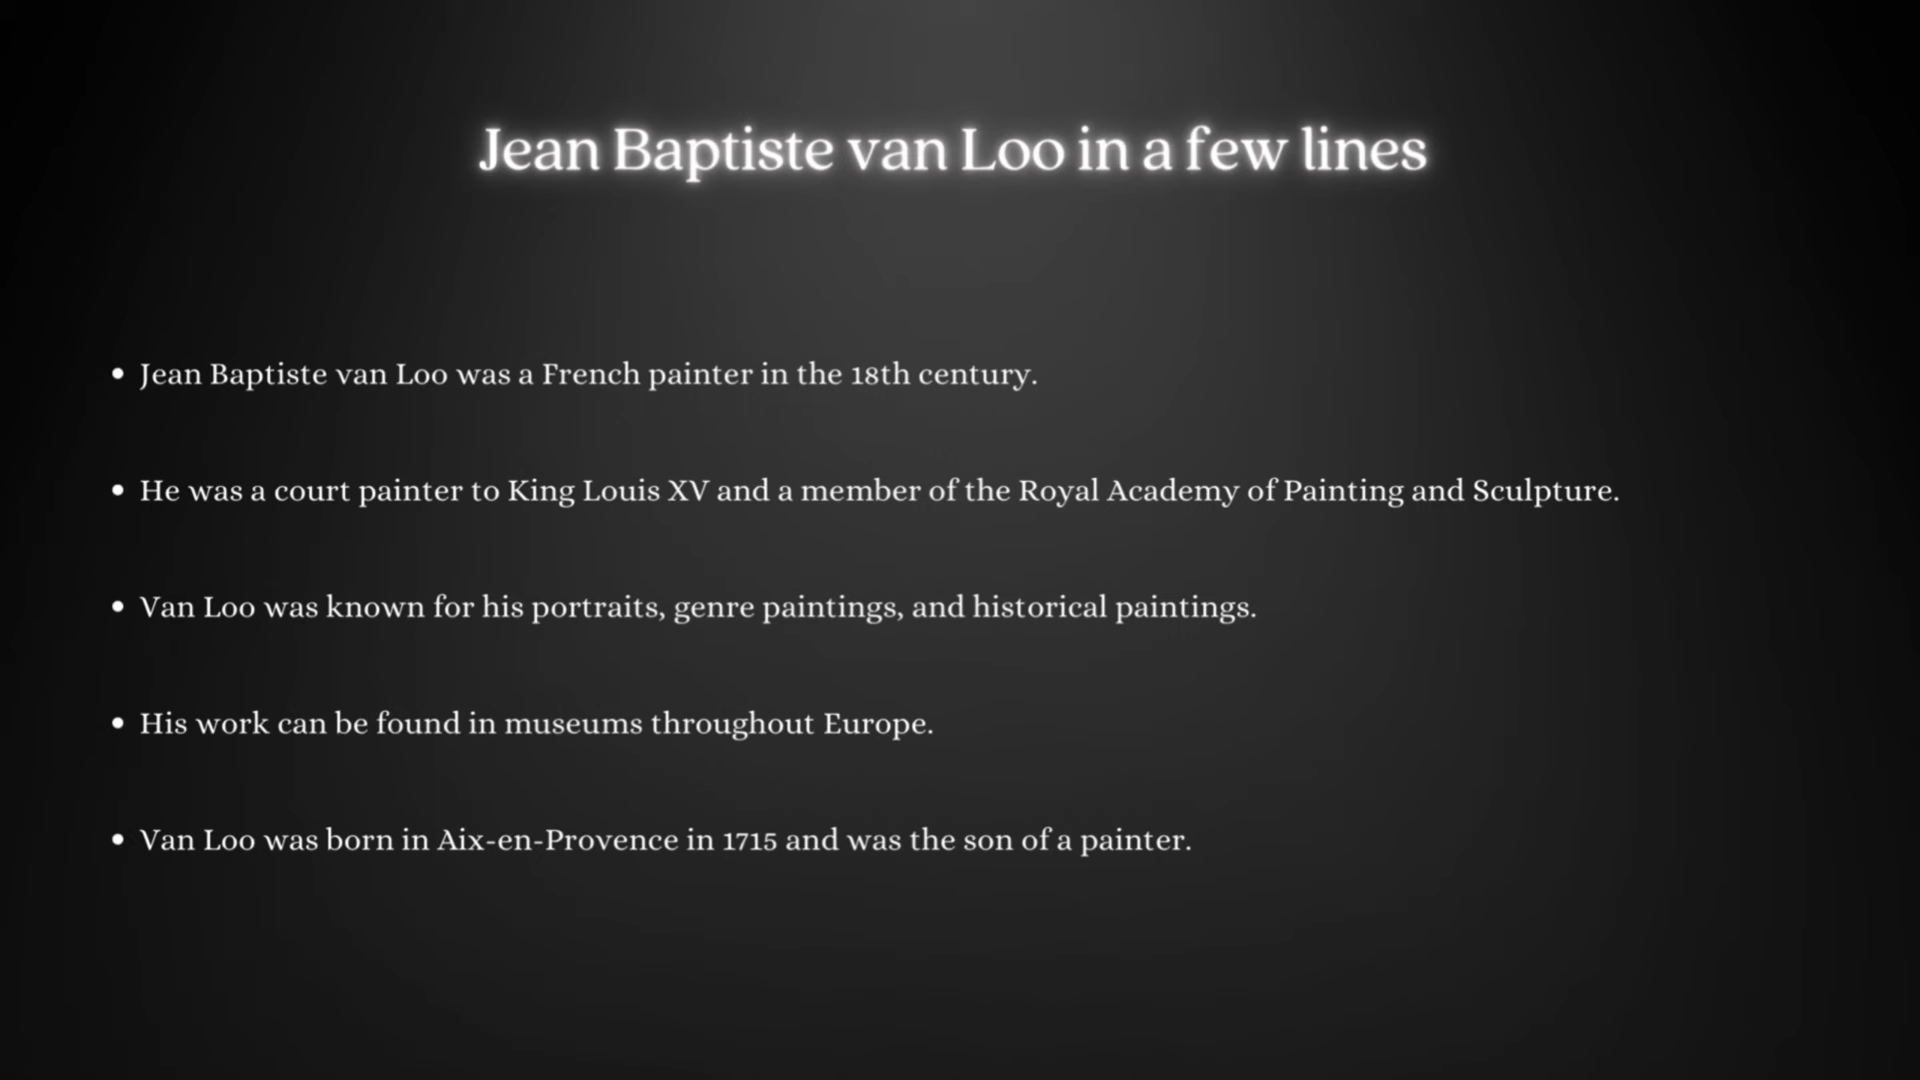 Jean Baptiste van Loo in a few lines
• Jean Baptiste van Loo was a French painter in the 18th century.
• He was a court painter to King Louis XV and a member of the Royal Academy of Painting and Sculpture.
• Van Loo was known for his portraits, genre paintings, and historical paintings.
• His work can be found in museums throughout Europe.
• Van Loo was born in Aix-en-Provence in 1715 and was the son of a painter.